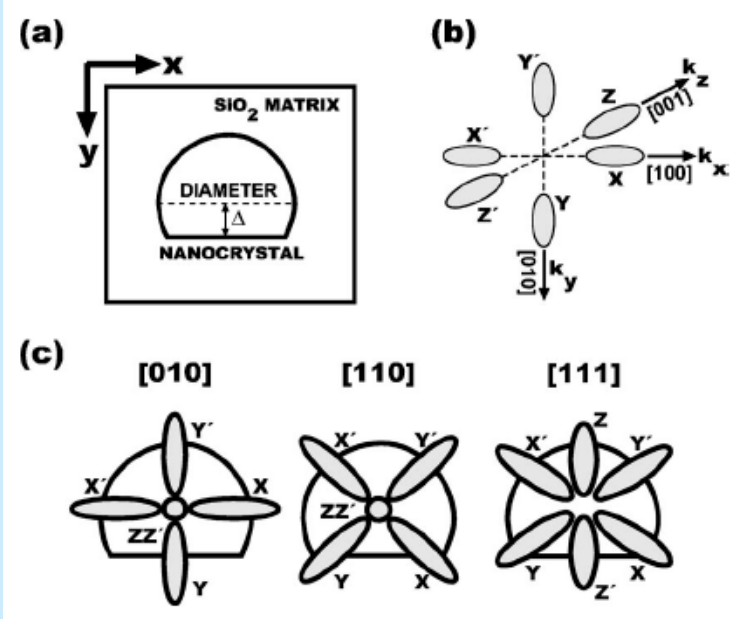 (a)
x
y
SiO2 MATRIX
DIAMETER
Δ
NANOCRYSTAL
(b)
Y´
kz
Z
[001]
X´
kx
X
[100]
Z´
Y
[010]
ky
(c)
[010] [110] [111]
Y´
X´
X
ZZ´
Y
X´ Y´
ZZ´
Y X
Z
X´ Y´
Y X
Z´